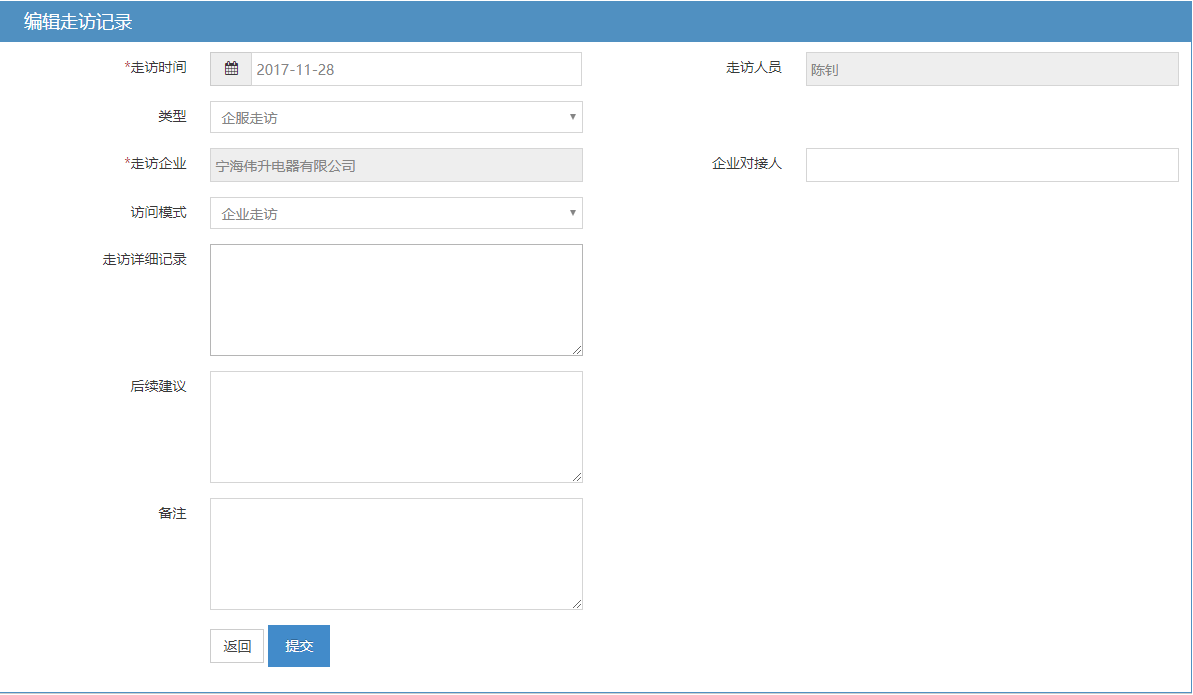 编辑走访记录
*走访时间 2017-11-28 走访人员 陈钊
类型 企服走访
*走访企业 宁海伟升电器有限公司 企业对接人
访问模式 企业走访
走访详细记录
后续建议
备注
返回 提交